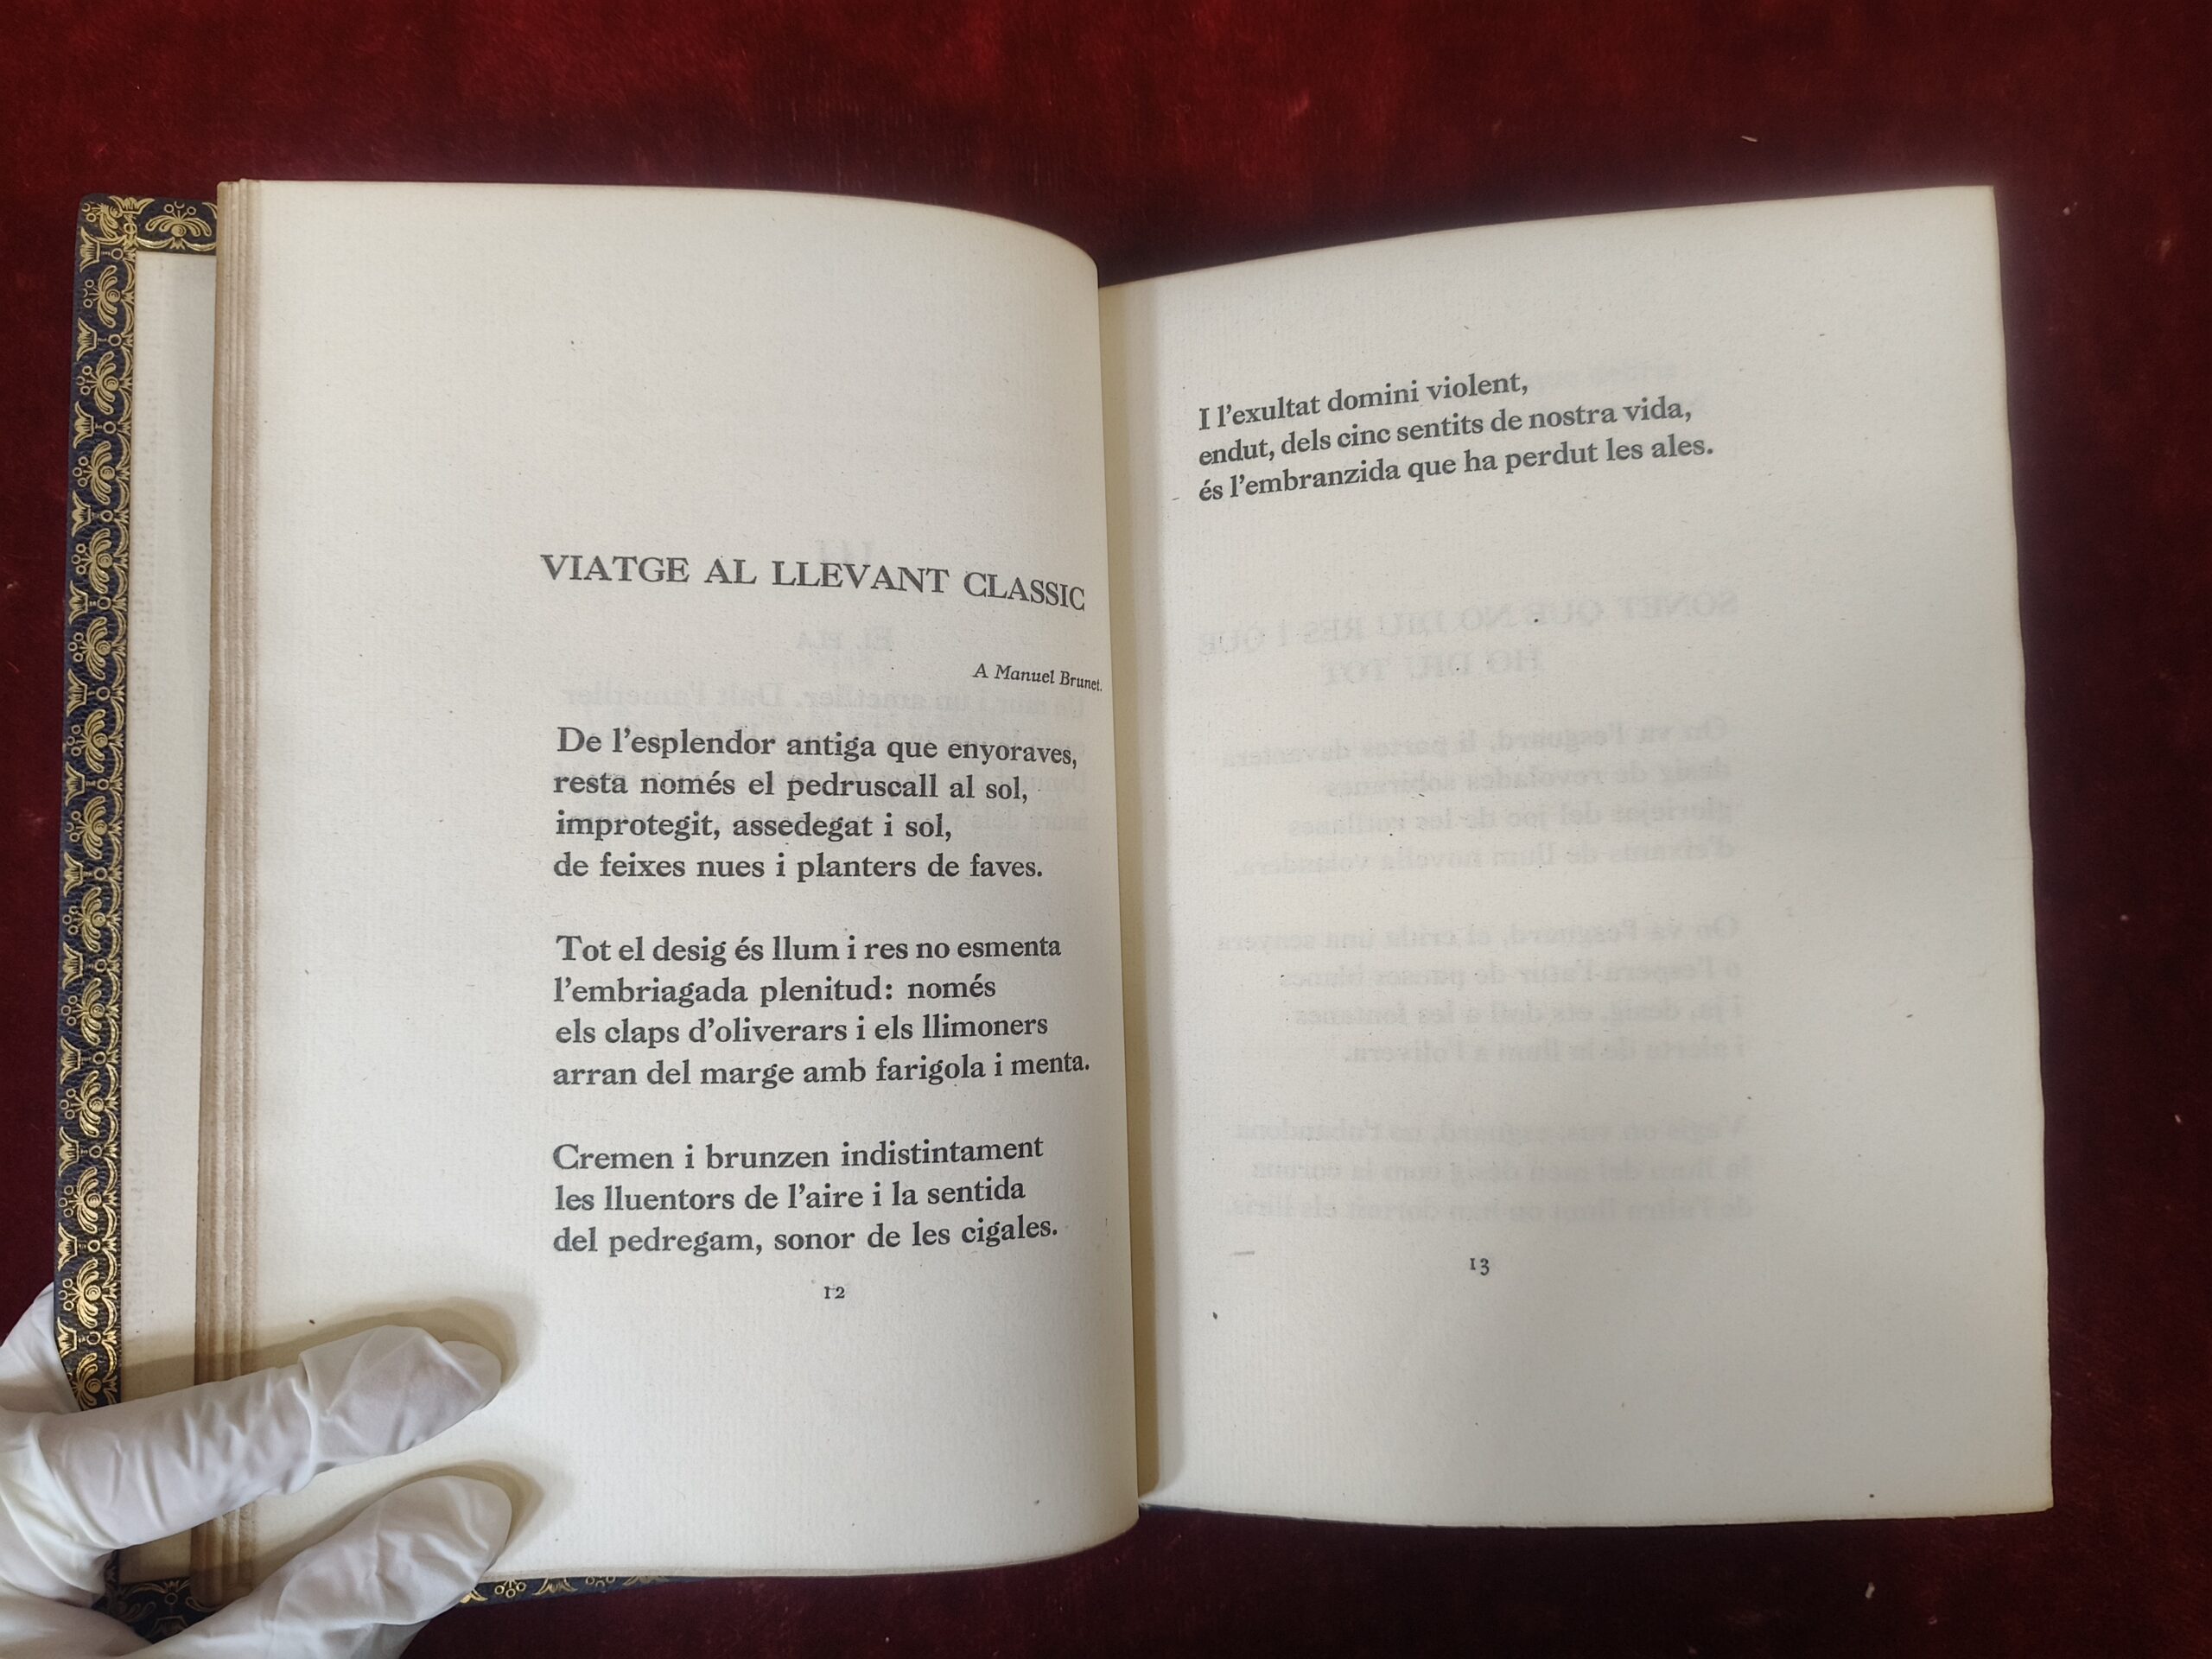 VIATGE AL LLEVANT CLASSIC
A Manuel Brunet.
De l'esplendor antiga que enyoraves,
resta només el pedruscall al sol,
improtegit, assedegat i sol,
de feixes nues i planters de faves.
Tot el desig és llum i res no esmenta
l'embriagada plenitud: només
els claps d'oliverars i els llimoners
arran del marge amb farigola i menta.
Cremen i brunzen indistintament
les lluentors de l'aire i la sentida
del pedregam, sonor de les cigales.
12
I l'exultat domini violent,
endut, dels cinc sentits de nostra vida,
és l'embranzida que ha perdut les ales.
13